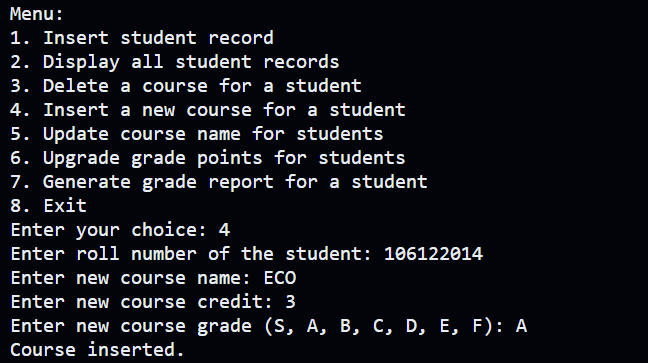 Menu:
1. Insert student record
2. Display all student records
3. Delete a course for a student
4. Insert a new course for a student
5. Update course name for students
6. Upgrade grade points for students
7. Generate grade report for a student
8. Exit
Enter your choice: 4
Enter roll number of the student: 106122014
Enter new course name: ECO
Enter new course credit: 3
Enter new course grade (S, A, B, C, D, E, F): A
Course inserted.